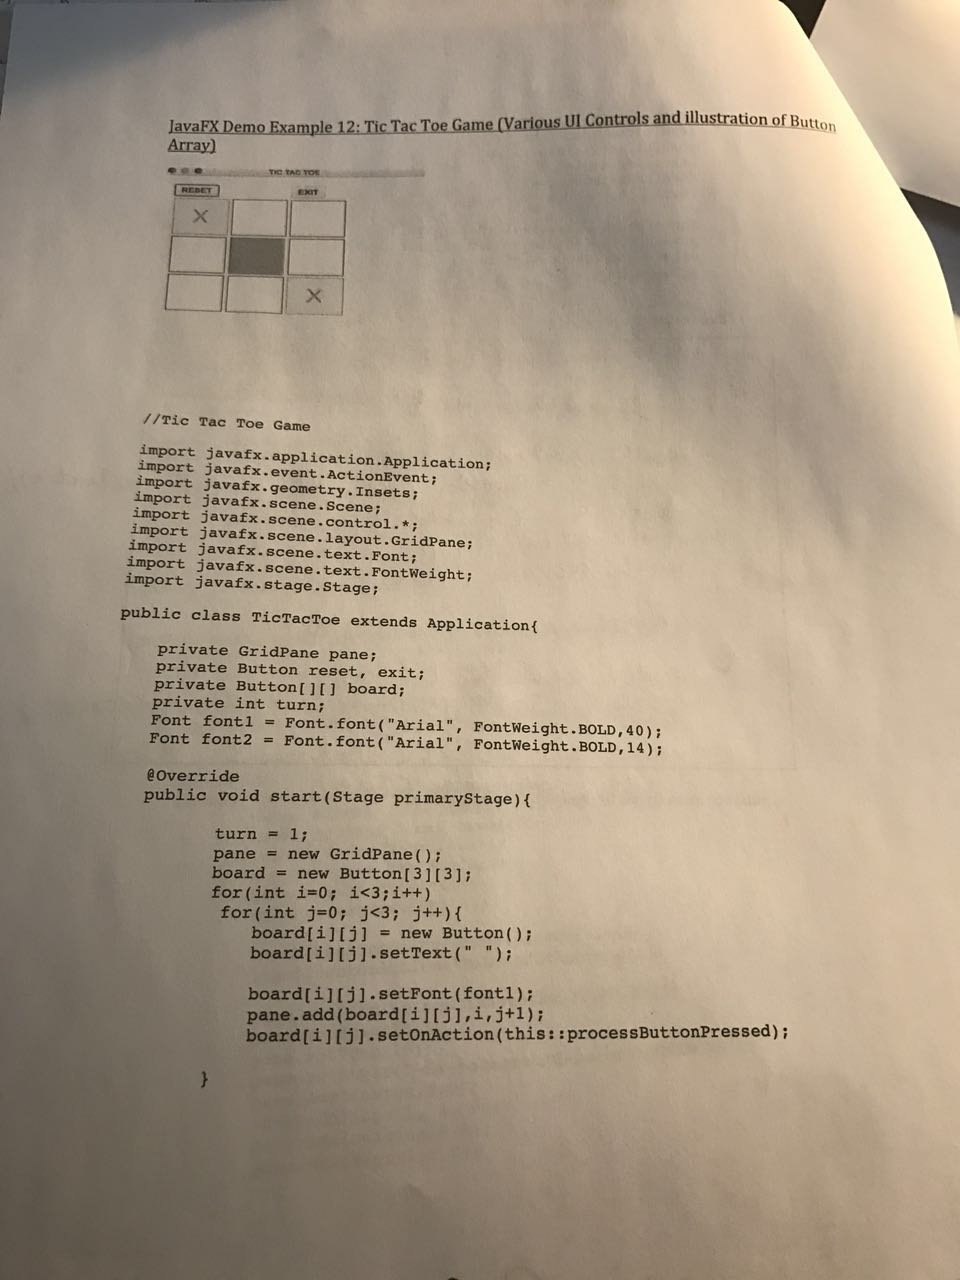 JavaFX Demo Example 12: Tic Tac Toe Game (Various UI Controls and illustration of Button
Array)
TIC TAC TOE
RESET EXIT
X
X
//Tic Tac Toe Game
import javafx.application.Application;
import javafx.event.ActionEvent;
import javafx.geometry.Insets;
import javafx.scene.Scene;
import javafx.scene.control.*;
import javafx.scene.layout.GridPane;
import javafx.scene.text.Font;
import javafx.scene.text.FontWeight;
import javafx.stage.Stage;
public class TicTacToe extends Application{
private GridPane pane;
private Button reset, exit;
private Button[][] board;
private int turn;
Font font1 = Font.font("Arial", FontWeight.BOLD,40);
Font font2 = Font.font("Arial", FontWeight.BOLD,14);
@Override
public void start(Stage primaryStage){
turn = 1;
pane = new GridPane();
board = new Button[3][3];
for(int i=0; i<3;i++)
for(int j=0; j<3; j++){
board[i][j] = new Button();
board[i][j].setText(" ");
board[i][j].setFont(font1);
pane.add(board[i][j],i,j+1);
board[i][j].setOnAction(this::processButtonPressed);
}